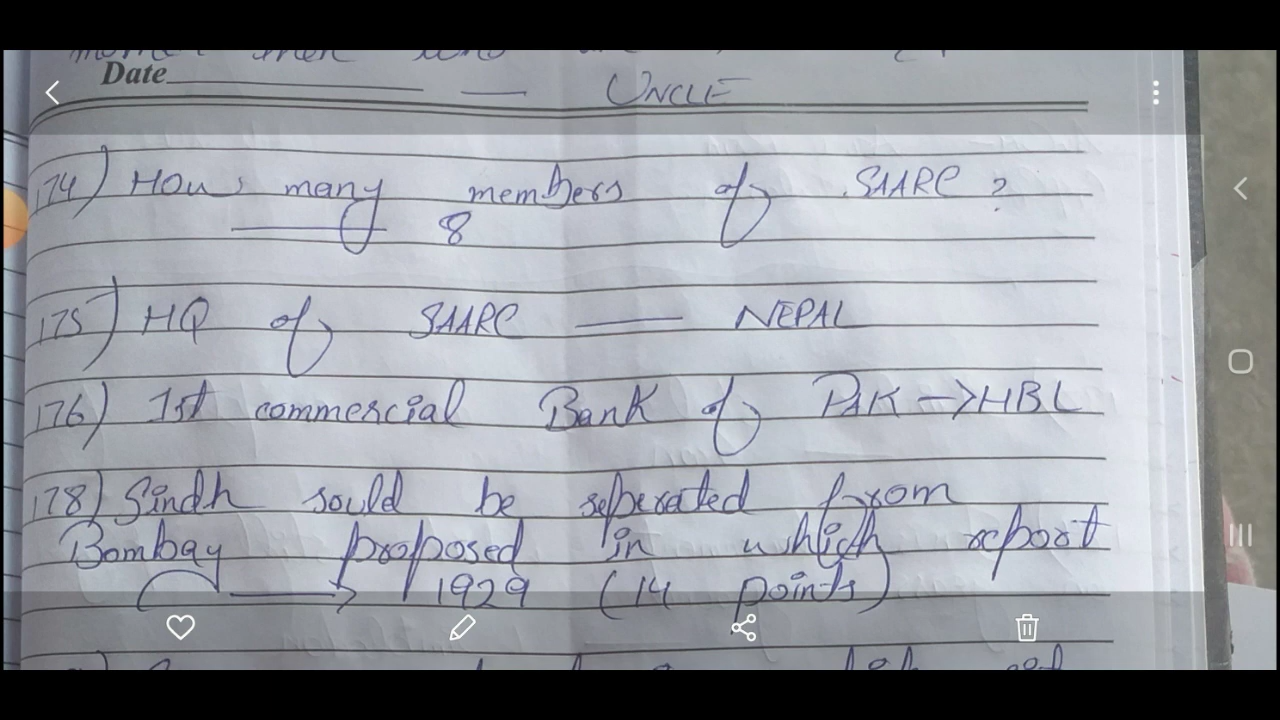 Date — UNCLE
174) How many members of SAARC ?
8
175) HQ of SAARC — NEPAL
176) 1st commercial Bank of PAK → HBL
178) Sindh sould be seperated from
Bombay proposed in which report
→ 1929 (14 points)